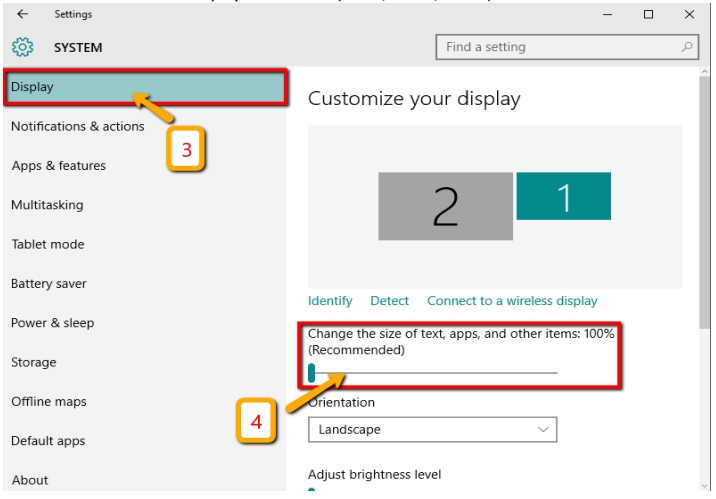 Settings
SYSTEM
Find a setting
Display
Notifications & actions
Apps & features
Multitasking
Tablet mode
Battery saver
Power & sleep
Storage
Offline maps
Default apps
About
3
Customize your display
2
1
Identify Detect Connect to a wireless display
Change the size of text, apps, and other items: 100%
(Recommended)
4
Orientation
Landscape
Adjust brightness level